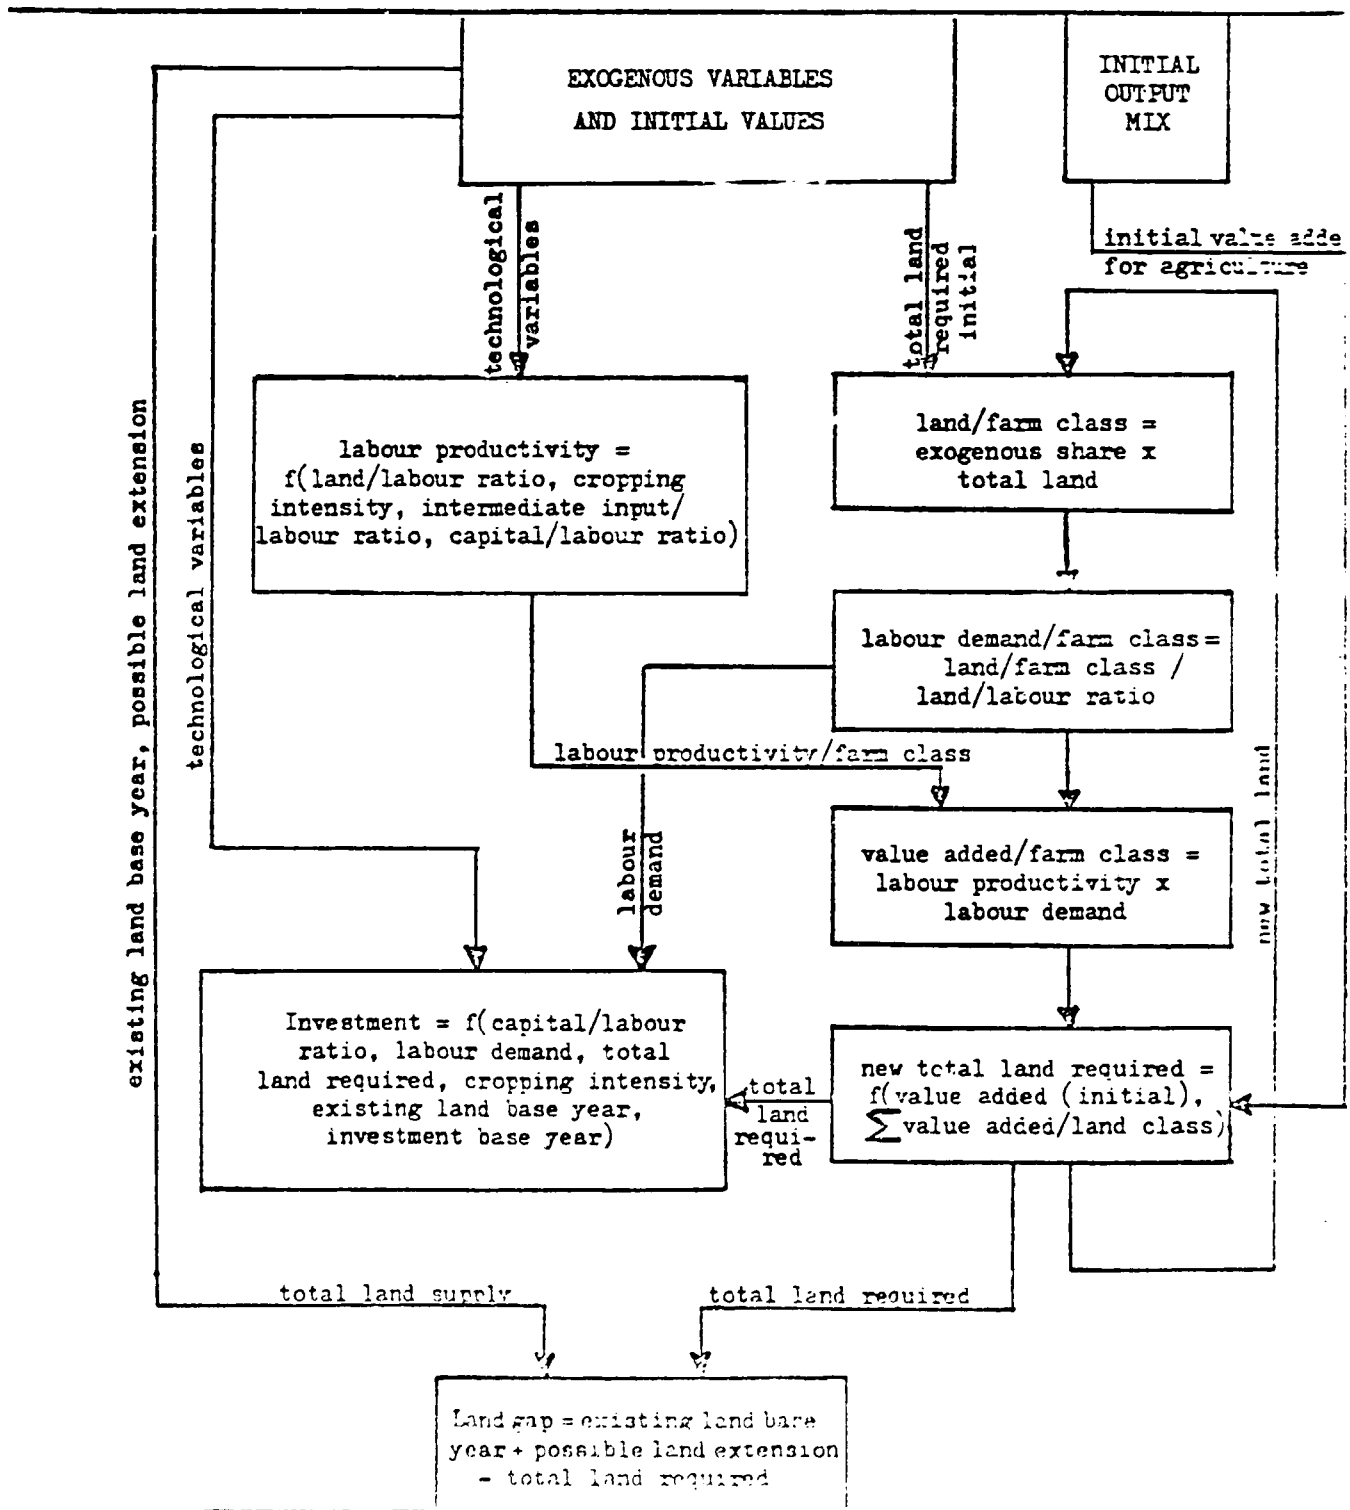 EXOGENOUS VARIABLES
AND INITIAL VALUES
INITIAL
OUTPUT
MIX
initial value adde
for agriculture
technological
variables
total land
required
initial
existing land base year, possible land extension
technological variables
labour productivity =
f(land/labour ratio, cropping
intensity, intermediate input/
labour ratio, capital/labour ratio)
land/farm class =
exogenous share x
total land
labour demand/farm class=
land/farm class /
land/labour ratio
labour productivity/farm class
labour
demand
new total land
value added/farm class =
labour productivity x
labour demand
Investment = f(capital/labour
ratio, labour demand, total
land required, cropping intensity,
existing land base year,
investment base year)
total
land
requi-
red
new total land required =
f(value added (initial),
∑value added/land class)
total land supply
total land required
Land gap = existing land base
year + possible land extension
- total land required